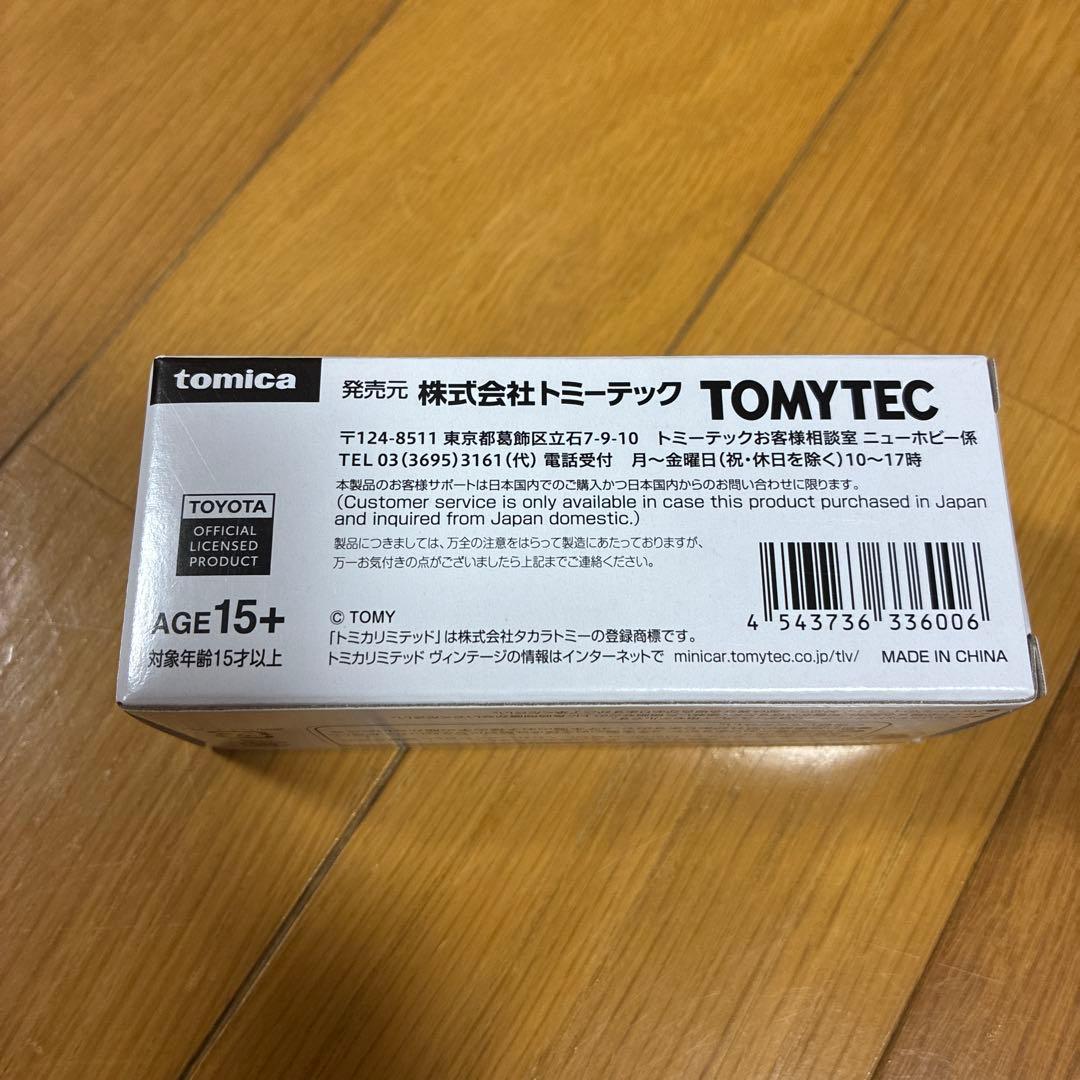 tomica
発売元 株式会社トミーテック TOMYTEC
〒124-8511 東京都葛飾区立石7-9-10 トミーテックお客様相談室 ニューホビー係
TEL 03(3695)3161(代) 電話受付 月～金曜日(祝・休日を除く)10～17時
本製品のお客様サポートは日本国内でのご購入かつ日本国内からのお問い合わせに限ります。
(Customer service is only available in case this product purchased in Japan
and inquired from Japan domestic.)
製品につきましては、万全の注意をはらって製造にあたっておりますが、
万一お気付きの点がございましたら上記までご連絡ください。
TOYOTA
OFFICIAL
LICENSED
PRODUCT
AGE 15+
対象年齢15才以上
© TOMY
「トミカリミテッド」は株式会社タカラトミーの登録商標です。
トミカリミテッド ヴィンテージの情報はインターネットで minicar.tomytec.co.jp/tlv/ MADE IN CHINA
4 543736 336006